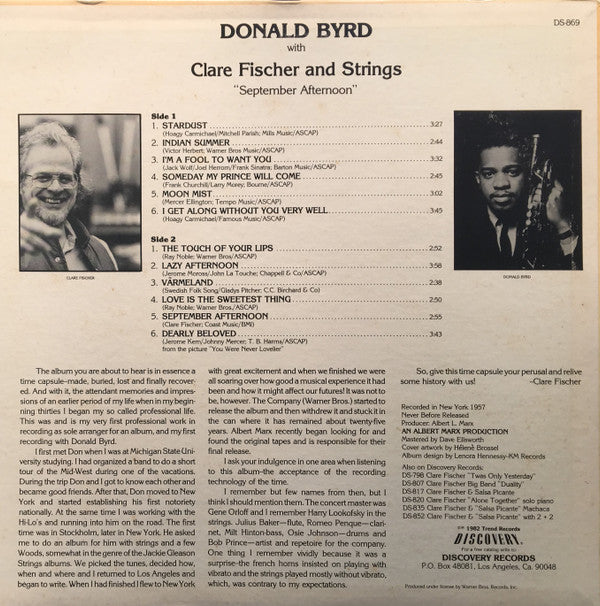 DONALD BYRD
DS-869
with
Clare Fischer and Strings
"September Afternoon"
Side 1
1. STARDUST 3:27
(Hoagy Carmichael/Mitchell Parish; Mills Music/ASCAP)
2. INDIAN SUMMER 2:44
(Victor Herbert; Warner Bros Music/ASCAP)
3. I'M A FOOL TO WANT YOU 3:32
(Jack Wolf/Joel Herrom/Frank Sinatra; Barton Music/ASCAP)
4. SOMEDAY MY PRINCE WILL COME 2:45
(Frank Churchill/Larry Morey; Bourne/ASCAP)
5. MOON MIST 3:02
(Mercer Ellington; Tempo Music/ASCAP)
6. I GET ALONG WITHOUT YOU VERY WELL 3:45
(Hoagy Carmichael/Famous Music/ASCAP)
Side 2
1. THE TOUCH OF YOUR LIPS 2:52
(Ray Noble; Warner Bros/ASCAP)
2. LAZY AFTERNOON 3:58
(Jerome Moross/John La Touche; Chappell & Co/ASCAP)
3. VÄRMELAND 2:38
(Swedish Folk Song/Gladys Pitcher; C.C. Birchard & Co)
4. LOVE IS THE SWEETEST THING 2:50
(Ray Noble; Warner Bros./ASCAP)
5. SEPTEMBER AFTERNOON 2:55
(Clare Fischer; Coast Music/BMI)
6. DEARLY BELOVED 3:43
(Jerome Kern/Johnny Mercer; T. B. Harms/ASCAP)
from the picture "You Were Never Lovelier"
CLARE FISCHER
DONALD BYRD
The album you are about to hear is in essence a
time capsule–made, buried, lost and finally recover-
ed. And with it, the attendant memories and impres-
sions of an earlier period of my life when in my be-
ginning thirties I began my so called professional life.
This was and is my very first professional work in
recording as sole arranger for an album, and my first
recording with Donald Byrd.
I first met Don when I was at Michigan State Uni-
versity studying. I had organized a band to do a short
tour of the Mid-West during one of the vacations.
During the trip Don and I got to know each other and
became good friends. After that, Don moved to New
York and started establishing his first notoriety
nationally. At the same time I was working with the
Hi-Lo's and running into him on the road. The first
time was in Stockholm, later in New York. He asked
me to do an album for him with strings and a few
Woods, somewhat in the genre of the Jackie Gleason
Strings albums. We picked the tunes, decided how,
when and where and I returned to Los Angeles and
began to write. When I had finished I flew to New York
with great excitement and when we finished we were
all soaring over how good a musical experience it had
been and how it might affect our futures! It was not to
be, however. The Company (Warner Bros.) started to
release the album and then withdrew it and stuck it in
the can where it has remained about twenty-five
years. Albert Marx recently began looking for and
found the original tapes and is responsible for their
final release.
I ask your indulgence in one area when listening to
this album-the acceptance of the recording
technology of the time.
I remember but few names from then, but I
think I should mention them. The concert master was
Gene Orloff and I remember Harry Lookofsky in the
strings. Julius Baker—flute, Romeo Penque—clari-
net, Milt Hinton-bass, Osie Johnson—drums and
Bob Prince—artist and repetoire for the company.
One thing I remember vividly because it was a
surprise-the french horns insisted on playing with
vibrato and the strings played mostly without vibrato,
which, was contrary to my expectations.
So, give this time capsule your perusal and relive
some history with us!
–Clare Fischer
Recorded in New York 1957
Never Before Released
Producer: Albert L. Marx
AN ALBERT MARX PRODUCTION
Mastered by Dave Ellsworth
Cover artwork by Hélenè Brossel
Album design by Lenora Hennessy-KM Records
Also on Discovery Records:
DS-798 Clare Fischer "Twas Only Yesterday"
DS-807 Clare Fischer Big Band "Duality"
DS-817 Clare Fischer & Salsa Picante
DS-820 Clare Fischer "Alone Together" solo piano
DS-835 Clare Fischer & "Salsa Picante" Machaca
DS-852 Clare Fischer & "Salsa Picante" with 2 + 2
℗® 1982 Trend Records
DISCOVERY.
For a free catalog write to:
DISCOVERY RECORDS
P.O. Box 48081, Los Angeles, CA. 90048
Produced under license by Warner Bros. Records, Inc.